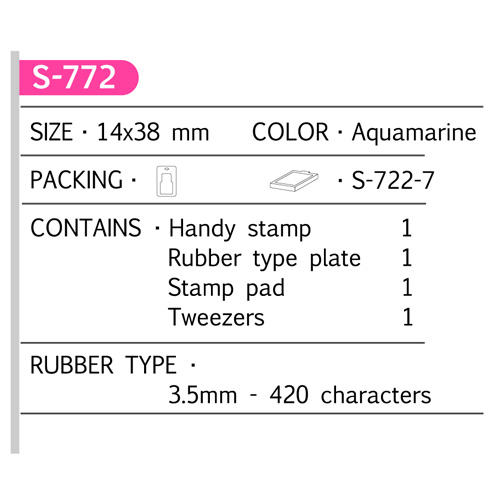 S-772
SIZE · 14x38 mm COLOR · Aquamarine
PACKING · · S-722-7
CONTAINS · Handy stamp 1
Rubber type plate 1
Stamp pad 1
Tweezers 1
RUBBER TYPE ·
3.5mm - 420 characters